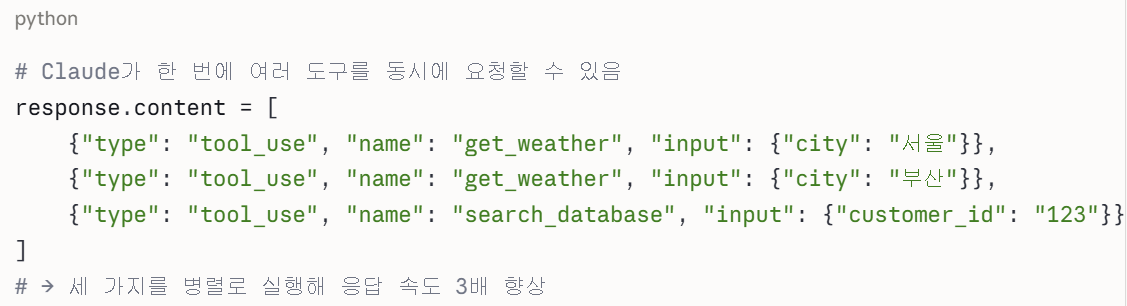 python
# Claude가 한 번에 여러 도구를 동시에 요청할 수 있음
response.content = [
    {"type": "tool_use", "name": "get_weather", "input": {"city": "서울"}},
    {"type": "tool_use", "name": "get_weather", "input": {"city": "부산"}},
    {"type": "tool_use", "name": "search_database", "input": {"customer_id": "123"}}
]
# → 세 가지를 병렬로 실행해 응답 속도 3배 향상